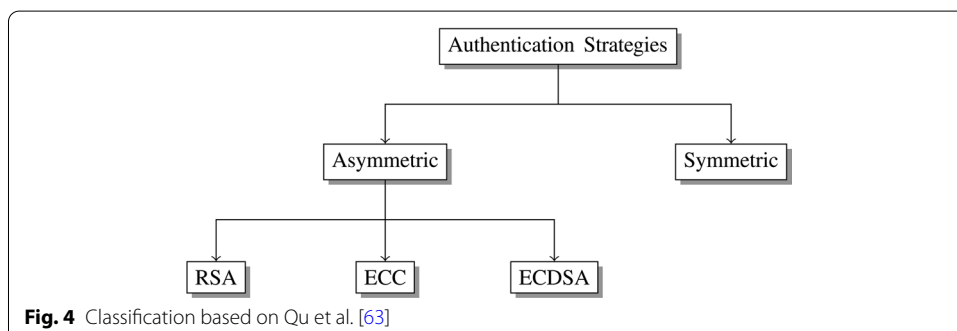 Authentication Strategies
Asymmetric Symmetric
RSA ECC ECDSA
Fig. 4 Classification based on Qu et al. [63]